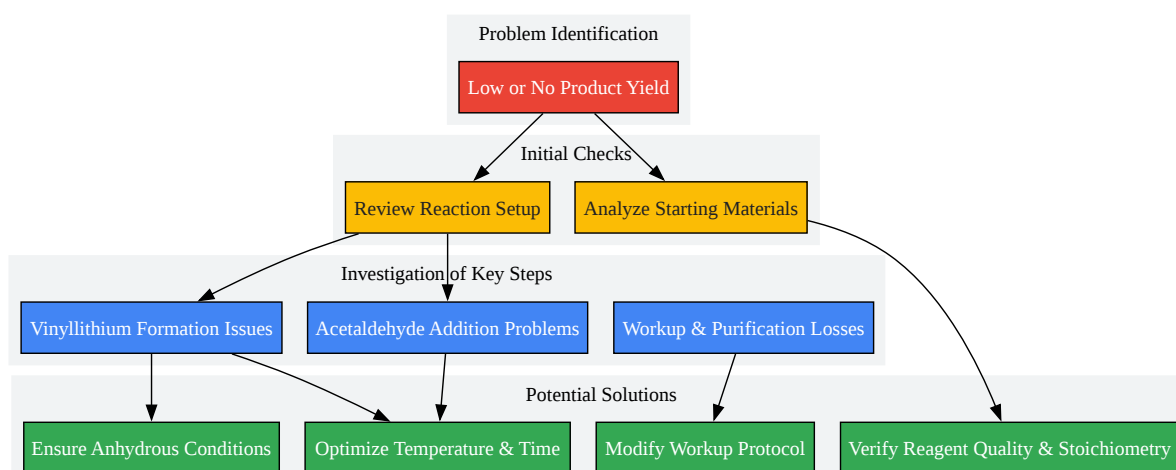 Problem Identification
Low or No Product Yield
Initial Checks
Review Reaction Setup
Analyze Starting Materials
Investigation of Key Steps
Vinyllithium Formation Issues
Acetaldehyde Addition Problems
Workup & Purification Losses
Potential Solutions
Ensure Anhydrous Conditions
Optimize Temperature & Time
Modify Workup Protocol
Verify Reagent Quality & Stoichiometry